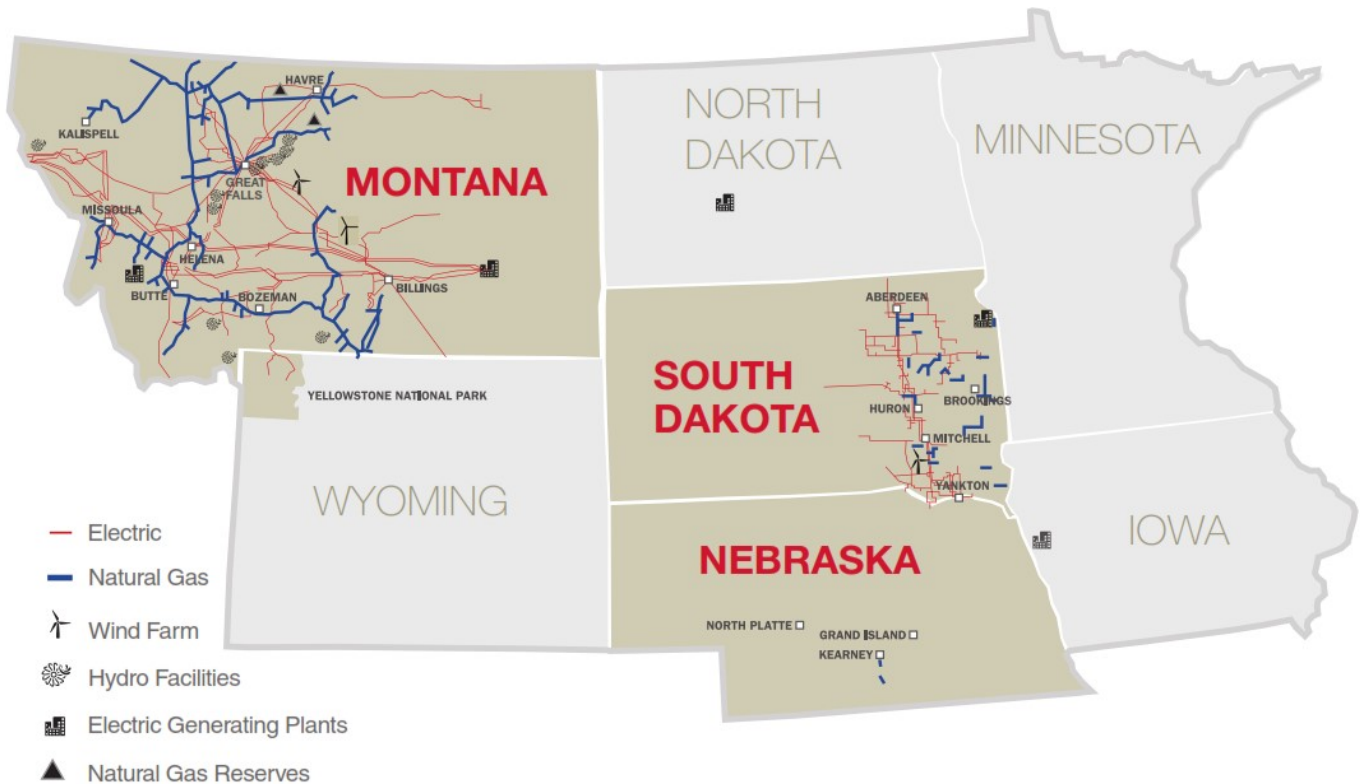 HAVRE
KALISPELL
GREAT
FALLS
MONTANA
MISSOULA
HELENA
BUTTE
BOZEMAN
BILLINGS
YELLOWSTONE NATIONAL PARK
NORTH
DAKOTA
MINNESOTA
ABERDEEN
SOUTH
DAKOTA
HURON
BROOKINGS
MITCHELL
YANKTON
WYOMING
NEBRASKA
IOWA
NORTH PLATTE
GRAND ISLAND
KEARNEY
Electric
Natural Gas
Wind Farm
Hydro Facilities
Electric Generating Plants
Natural Gas Reserves